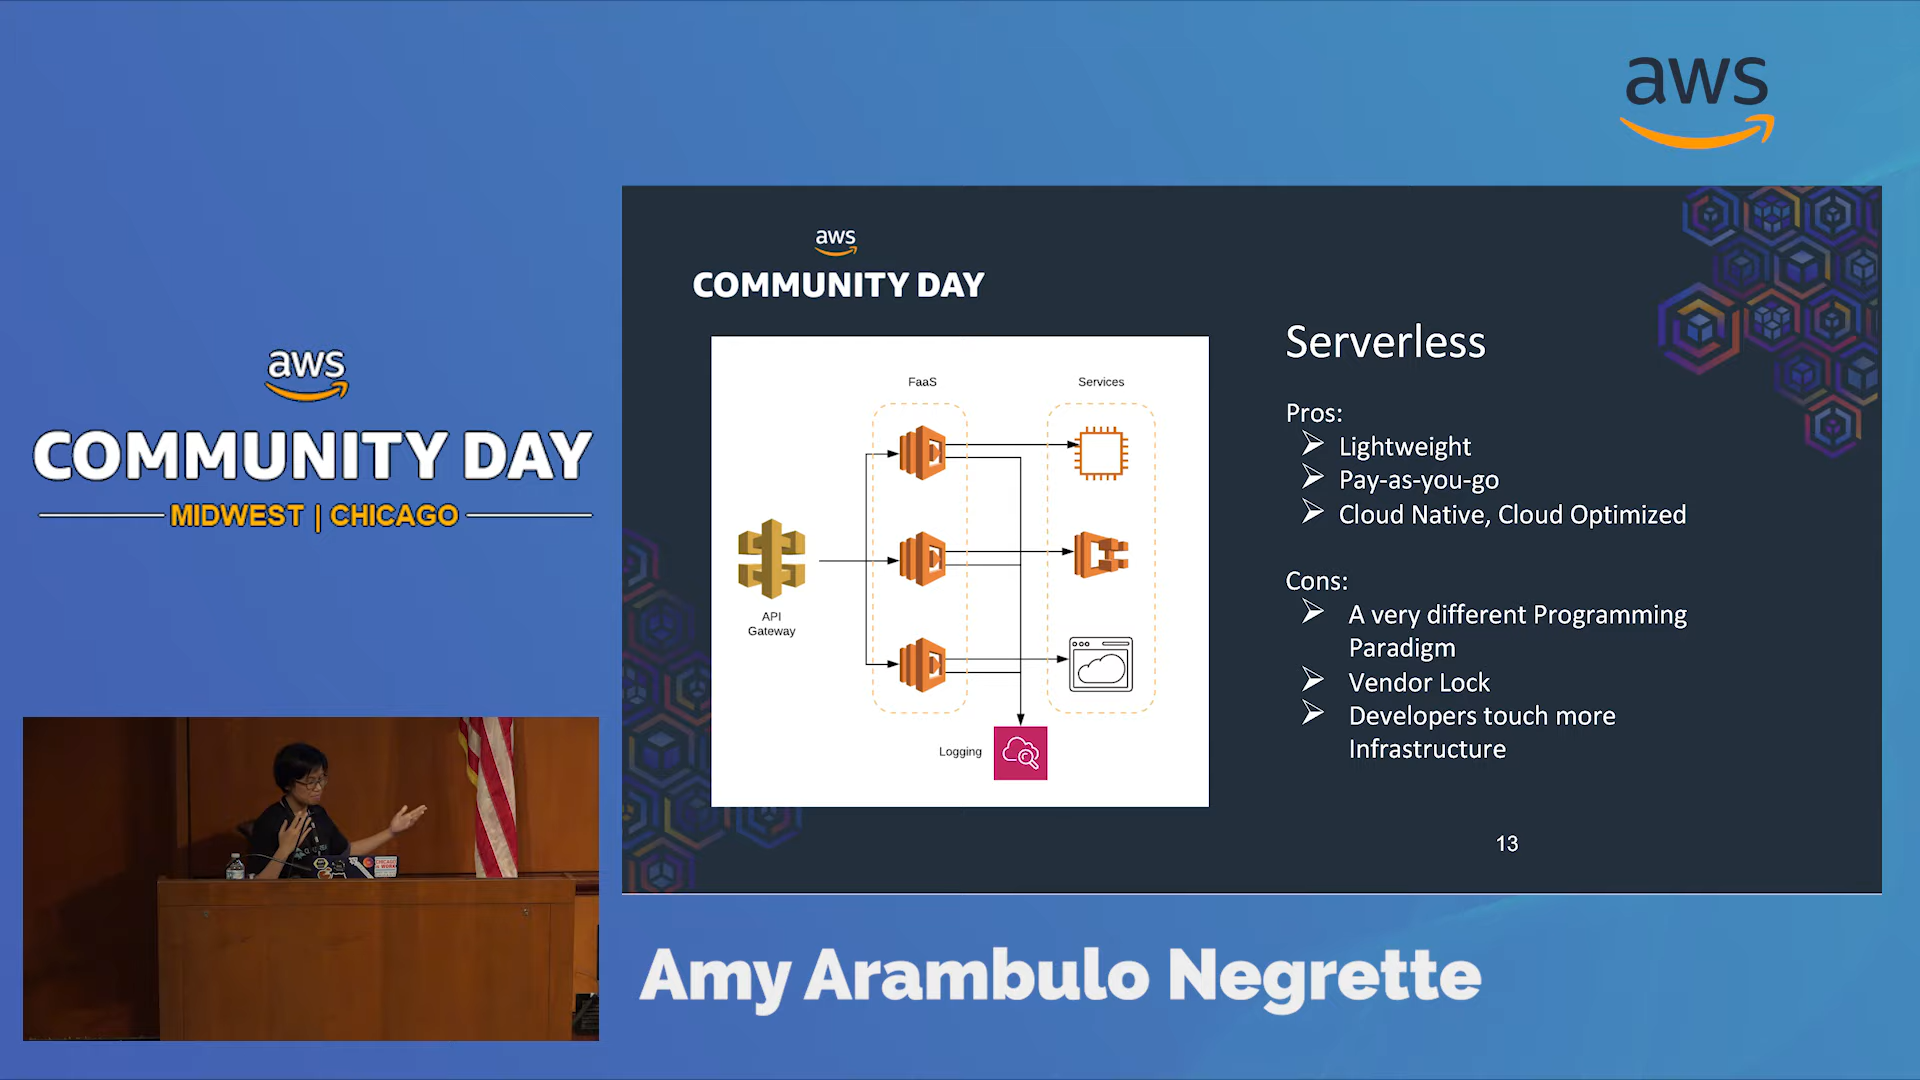 aws
aws
COMMUNITY DAY
MIDWEST | CHICAGO
aws
COMMUNITY DAY
FaaS
Services
API
Gateway
Logging
Serverless
Pros:
➢ Lightweight
➢ Pay-as-you-go
➢ Cloud Native, Cloud Optimized
Cons:
➢ A very different Programming
Paradigm
➢ Vendor Lock
➢ Developers touch more
Infrastructure
13
Amy Arambulo Negrette